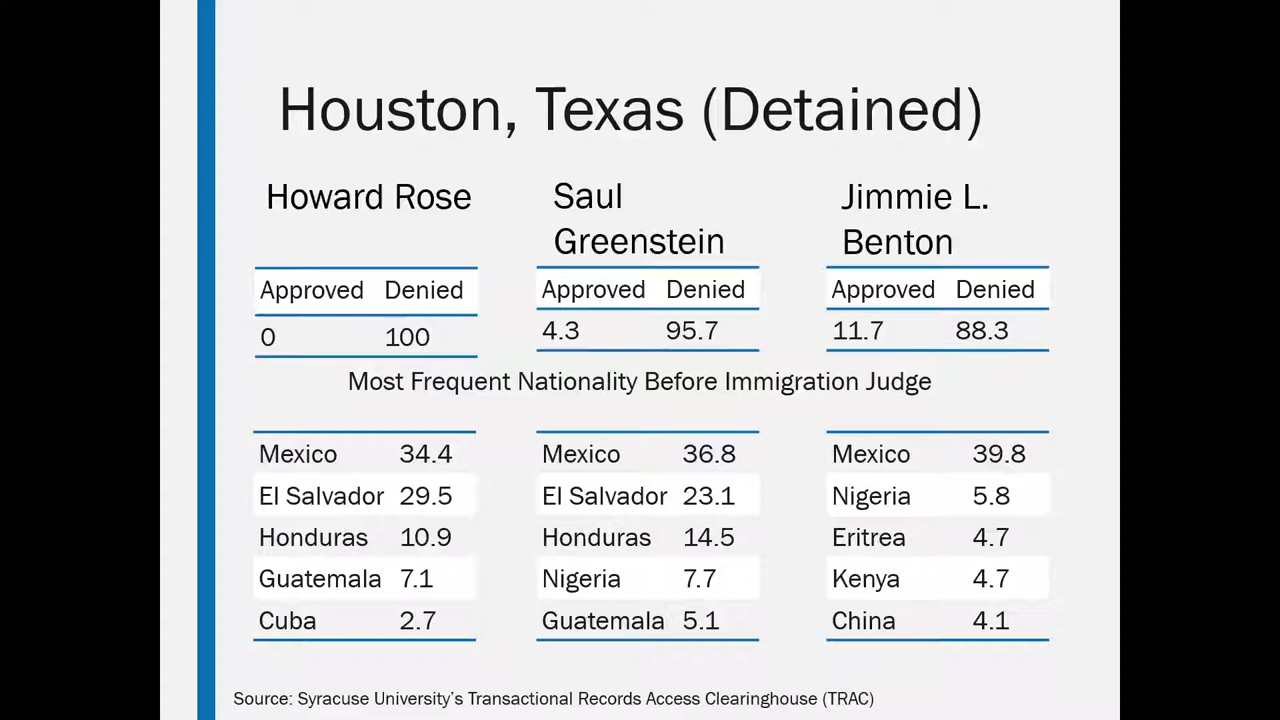 Houston, Texas (Detained)
Howard Rose
Approved Denied
0 100
Saul
Greenstein
Approved Denied
4.3 95.7
Jimmie L.
Benton
Approved Denied
11.7 88.3
Most Frequent Nationality Before Immigration Judge
Mexico 34.4
El Salvador 29.5
Honduras 10.9
Guatemala 7.1
Cuba 2.7
Mexico 36.8
El Salvador 23.1
Honduras 14.5
Nigeria 7.7
Guatemala 5.1
Mexico 39.8
Nigeria 5.8
Eritrea 4.7
Kenya 4.7
China 4.1
Source: Syracuse University’s Transactional Records Access Clearinghouse (TRAC)